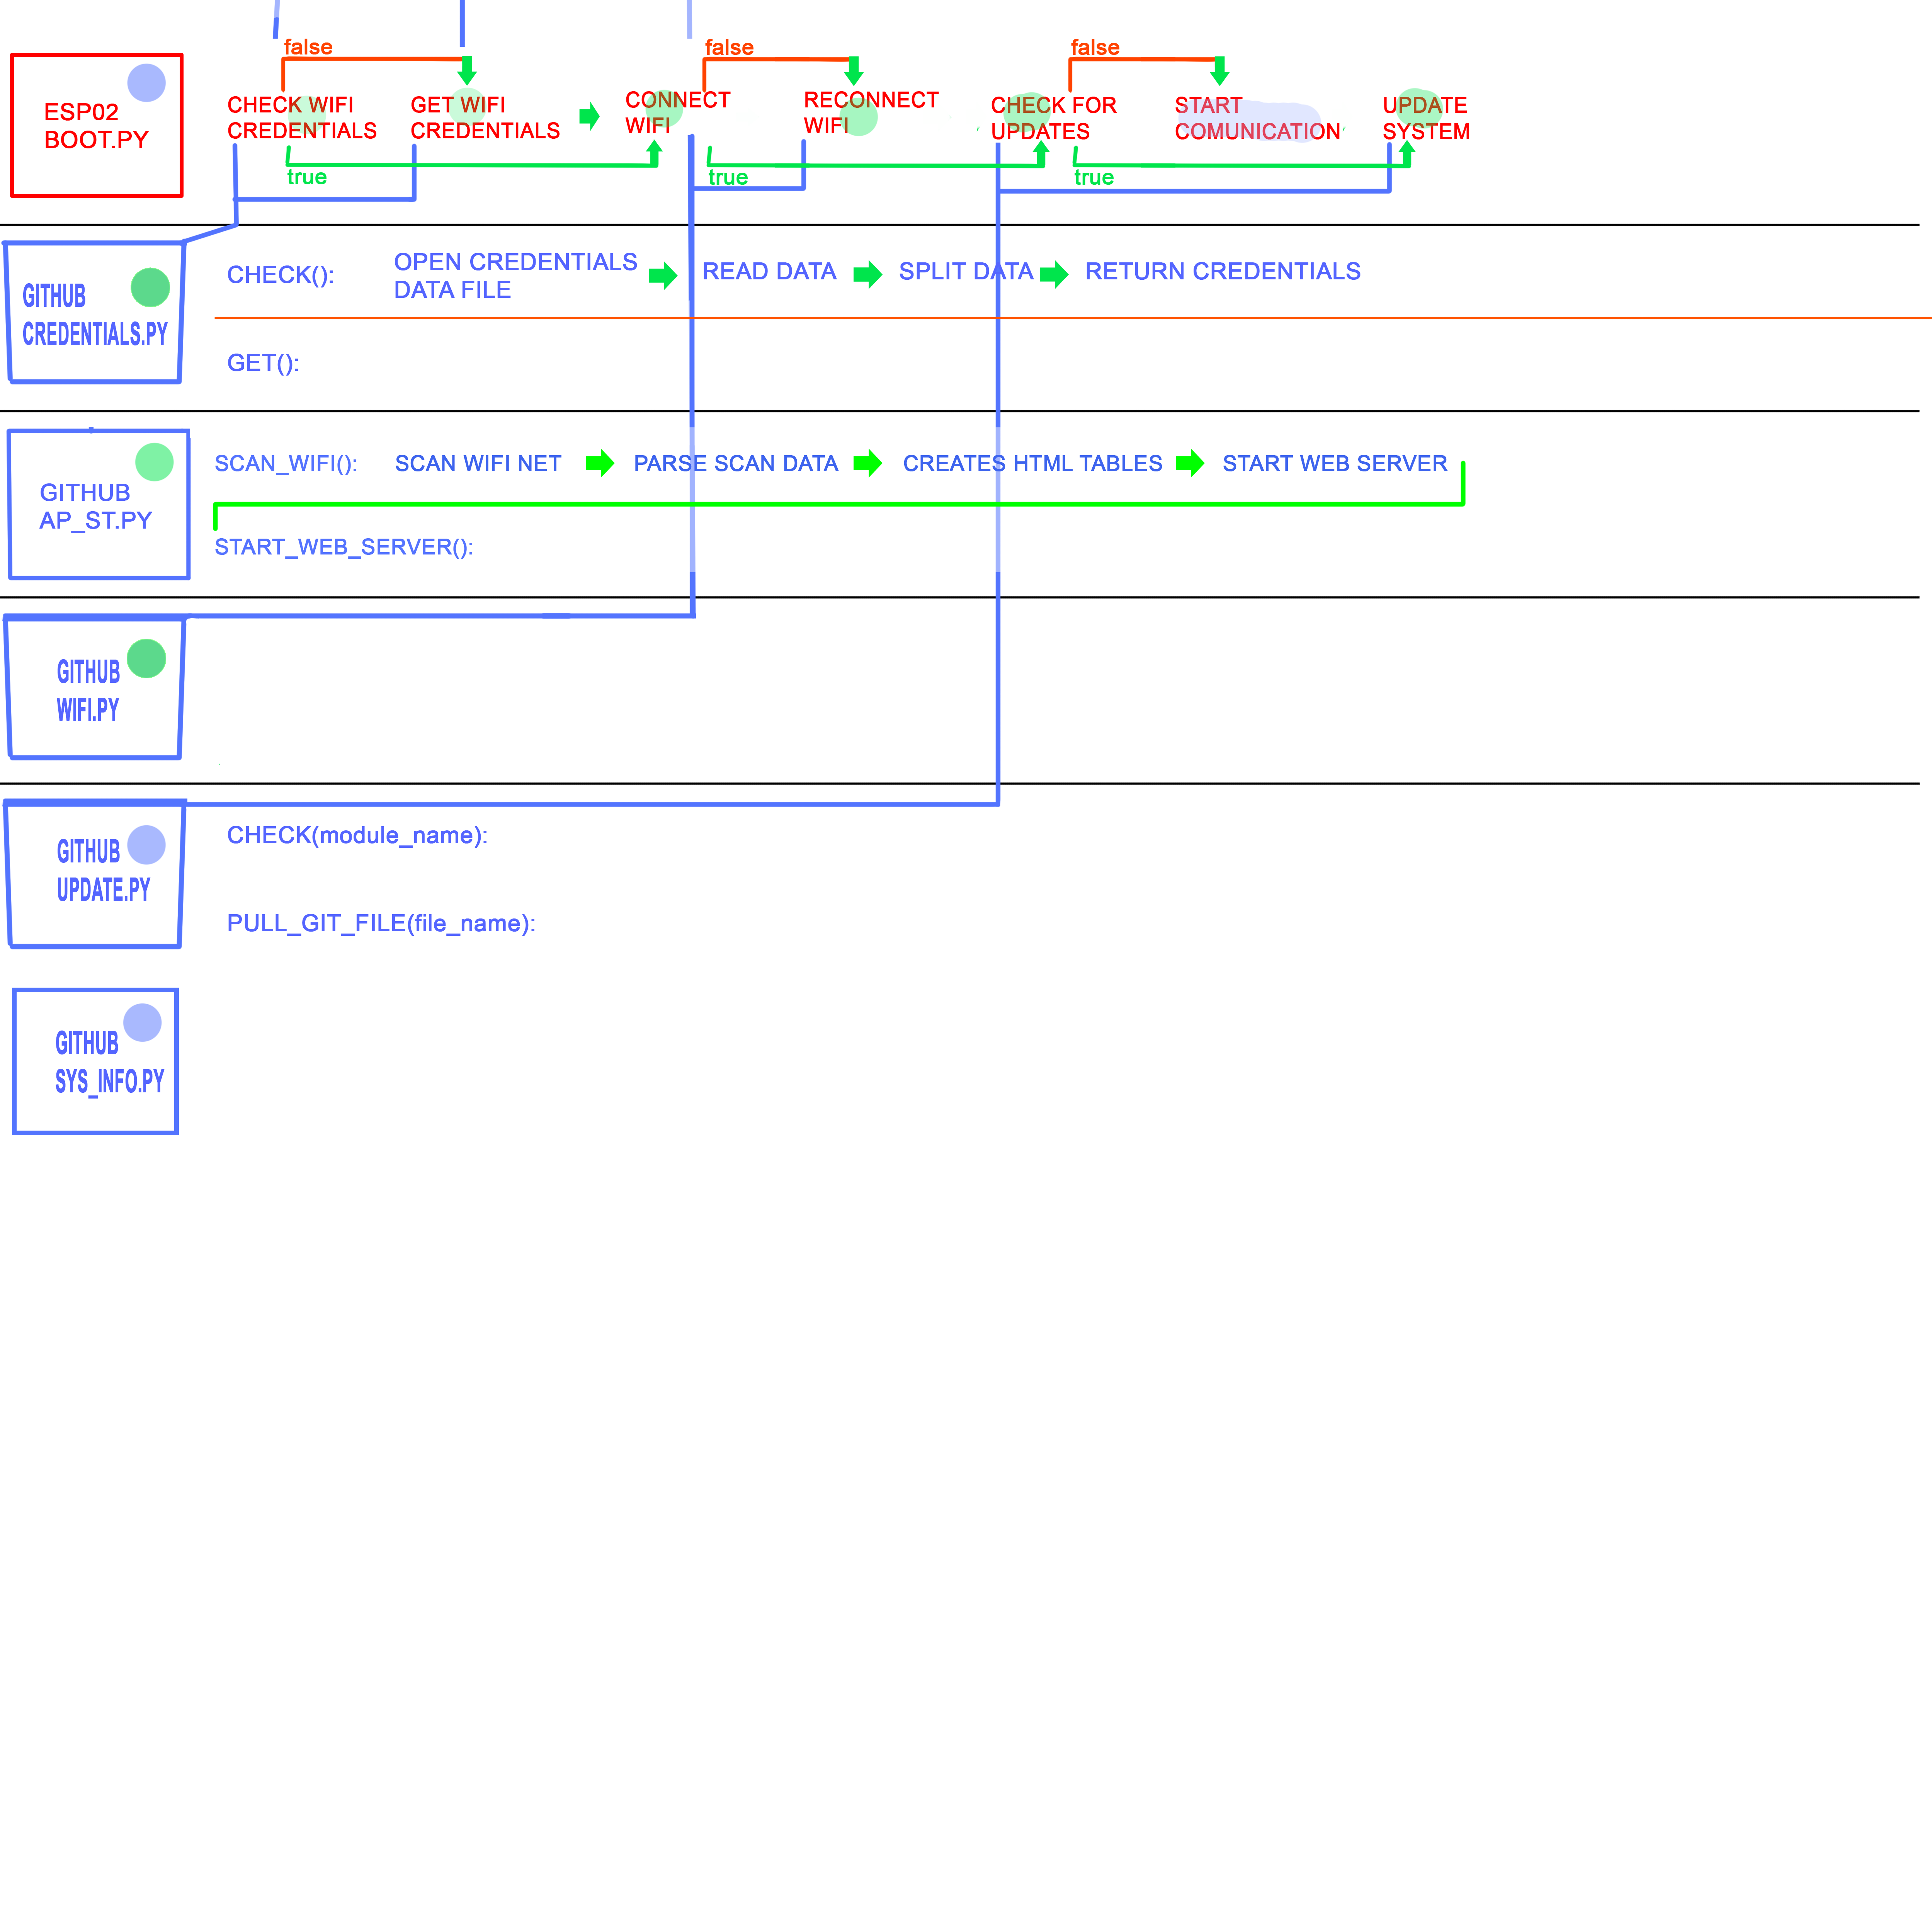 false
false
false
ESP02
BOOT.PY
CHECK WIFI
CREDENTIALS
GET WIFI
CREDENTIALS
CONNECT
WIFI
RECONNECT
WIFI
CHECK FOR
UPDATES
START
COMUNICATION
UPDATE
SYSTEM
true
true
true
GITHUB
CREDENTIALS.PY
CHECK():
OPEN CREDENTIALS
DATA FILE
READ DATA
SPLIT DATA
RETURN CREDENTIALS
GET():
GITHUB
AP_ST.PY
SCAN_WIFI():
SCAN WIFI NET
PARSE SCAN DATA
CREATES HTML TABLES
START WEB SERVER
START_WEB_SERVER():
GITHUB
WIFI.PY
GITHUB
UPDATE.PY
CHECK(module_name):
PULL_GIT_FILE(file_name):
GITHUB
SYS_INFO.PY